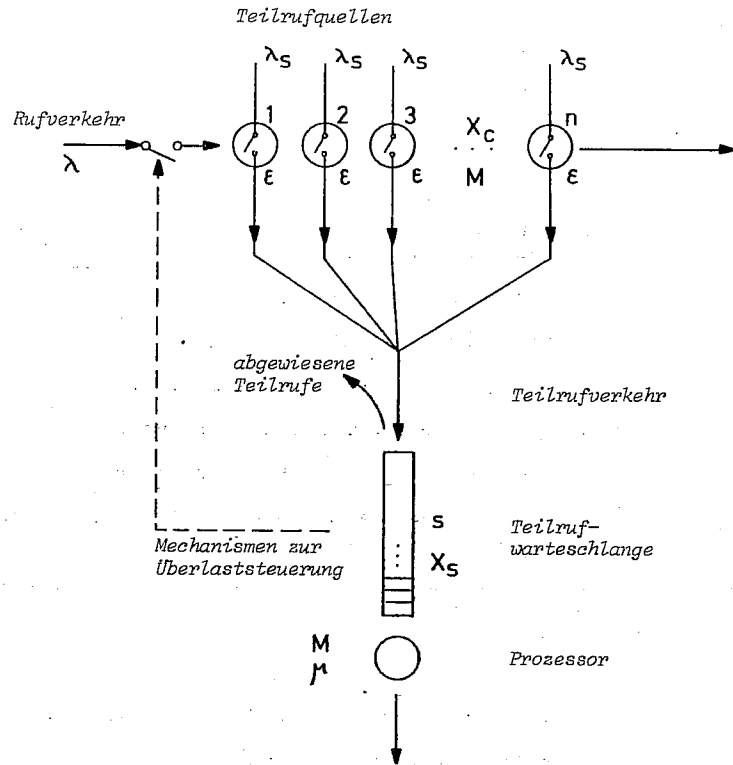 Teilrufquellen
λs λs λs λs
Rufverkehr
λ
1 2 3 Xc n
... 
ε ε ε M ε
abgewiesene
Teilrufe
Teilrufverkehr
s
Xs
Teilruf-
warteschlange
Mechanismen zur
Überlaststeuerung
M
μ
Prozessor